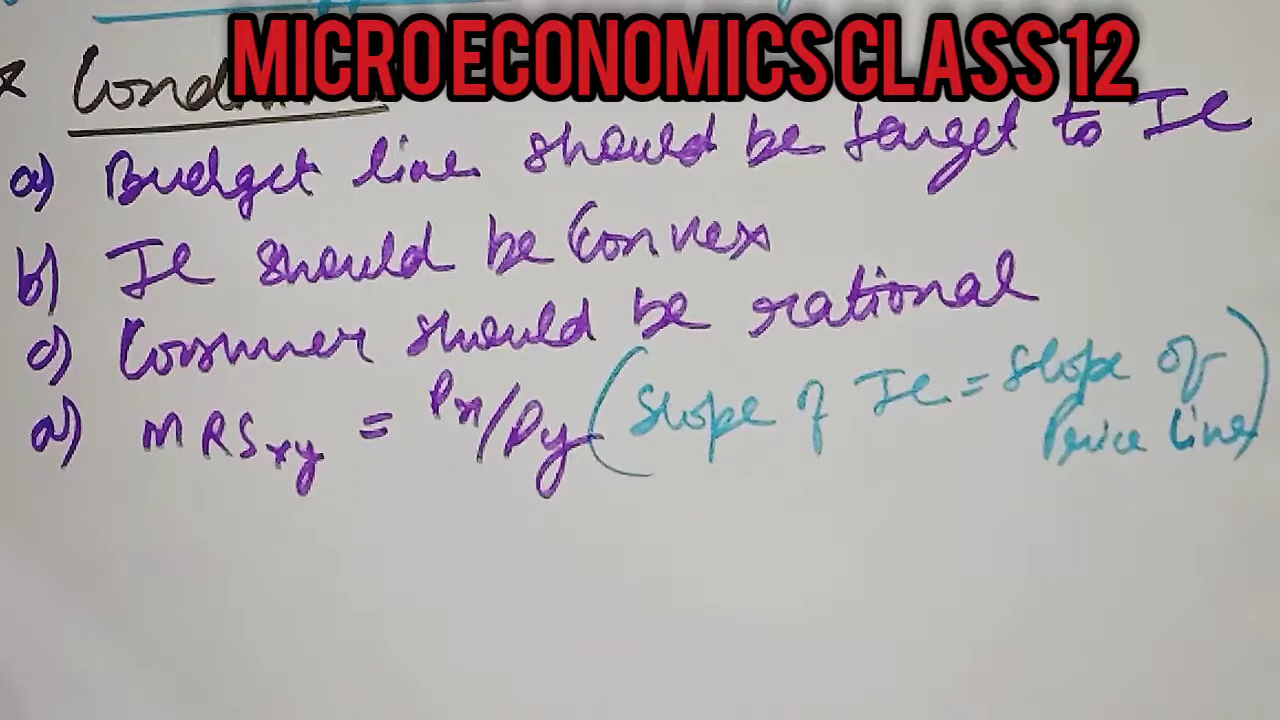 MICRO ECONOMICS CLASS 12
a) Budget line should be tanget to IC
b) IC should be Convex
c) Consumer should be rational
d) MRSxy = Px/Py (Slope of IC = Slope of
Price Line)